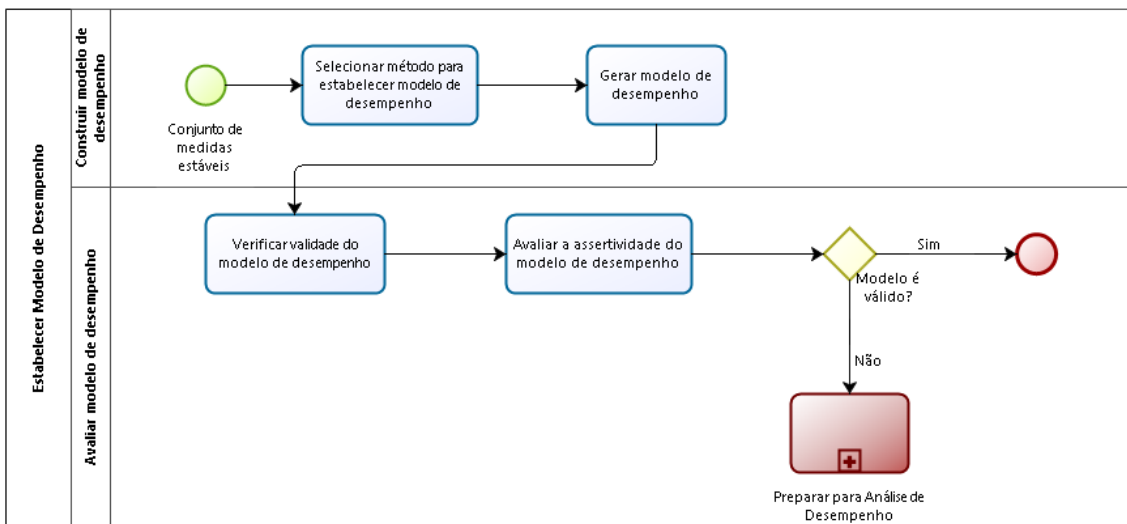 Estabelecer Modelo de Desempenho
Construir modelo de
desempenho
Conjunto de
medidas
estáveis
Selecionar método para
estabelecer modelo de
desempenho
Gerar modelo de
desempenho
Avaliar modelo de desempenho
Verificar validade do
modelo de desempenho
Avaliar a assertividade do
modelo de desempenho
Modelo é
válido?
Sim
Não
Preparar para Análise de
Desempenho